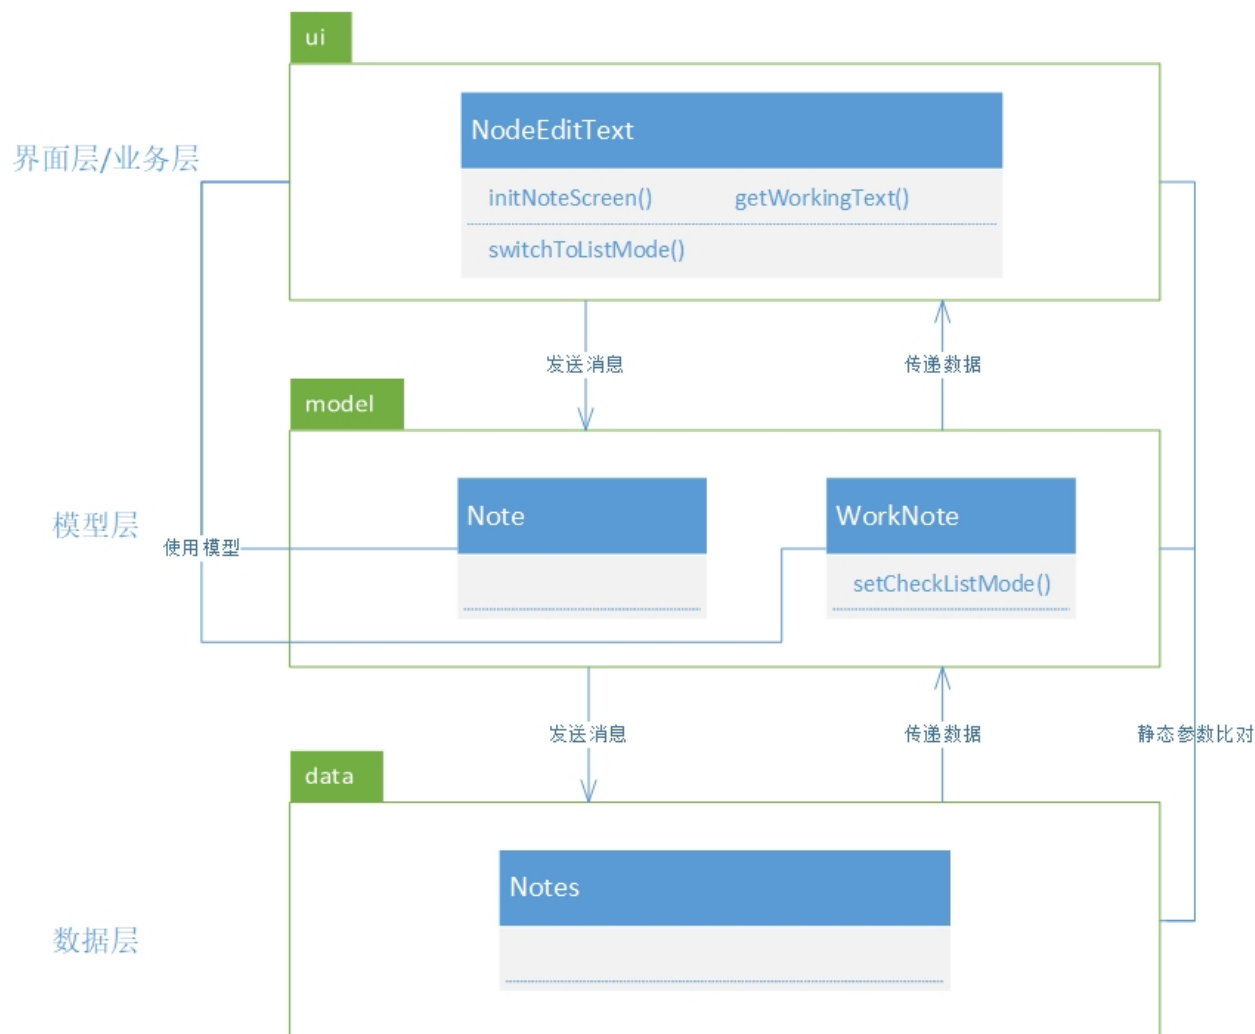 ui
NodeEditText
界面层/业务层
initNoteScreen() getWorkingText()
switchToListMode()
发送消息 传递数据
model
Note WorkNote
模型层
使用模型
setCheckListMode()
发送消息 传递数据 静态参数比对
data
Notes
数据层